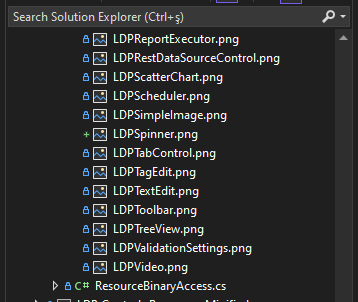 Search Solution Explorer (Ctrl+ş)
LDPReportExecutor.png
LDPRestDataSourceControl.png
LDPScatterChart.png
LDPScheduler.png
LDPSimpleImage.png
LDPSpinner.png
LDPTabControl.png
LDPTagEdit.png
LDPTextEdit.png
LDPToolbar.png
LDPTreeView.png
LDPValidationSettings.png
LDPVideo.png
C# ResourceBinaryAccess.cs